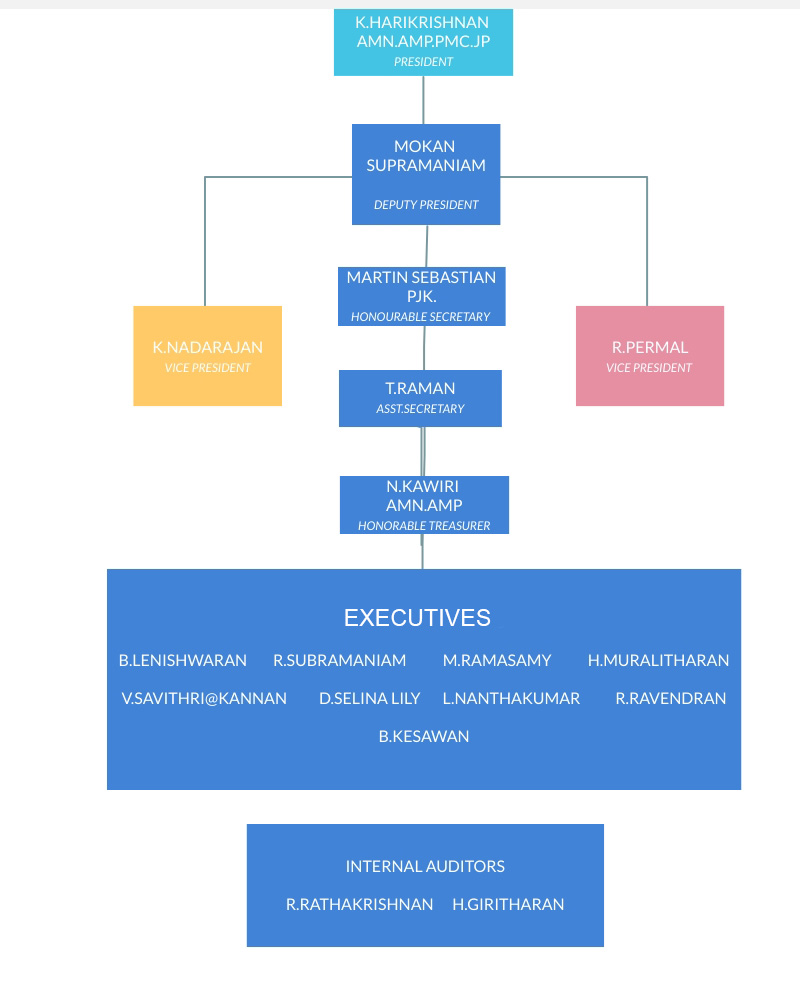 K.HARIKRISHNAN
AMN.AMP.PMC.JP
PRESIDENT
MOKAN
SUPRAMANIAM
DEPUTY PRESIDENT
MARTIN SEBASTIAN
PJK.
HONOURABLE SECRETARY
K.NADARAJAN
VICE PRESIDENT
R.PERMAL
VICE PRESIDENT
T.RAMAN
ASST.SECRETARY
N.KAWIRI
AMN.AMP
HONORABLE TREASURER
EXECUTIVES
B.LENISHWARAN R.SUBRAMANIAM M.RAMASAMY H.MURALITHARAN
V.SAVITHRI@KANNAN D.SELINA LILY L.NANTHAKUMAR R.RAVENDRAN
B.KESAWAN
INTERNAL AUDITORS
R.RATHAKRISHNAN H.GIRITHARAN